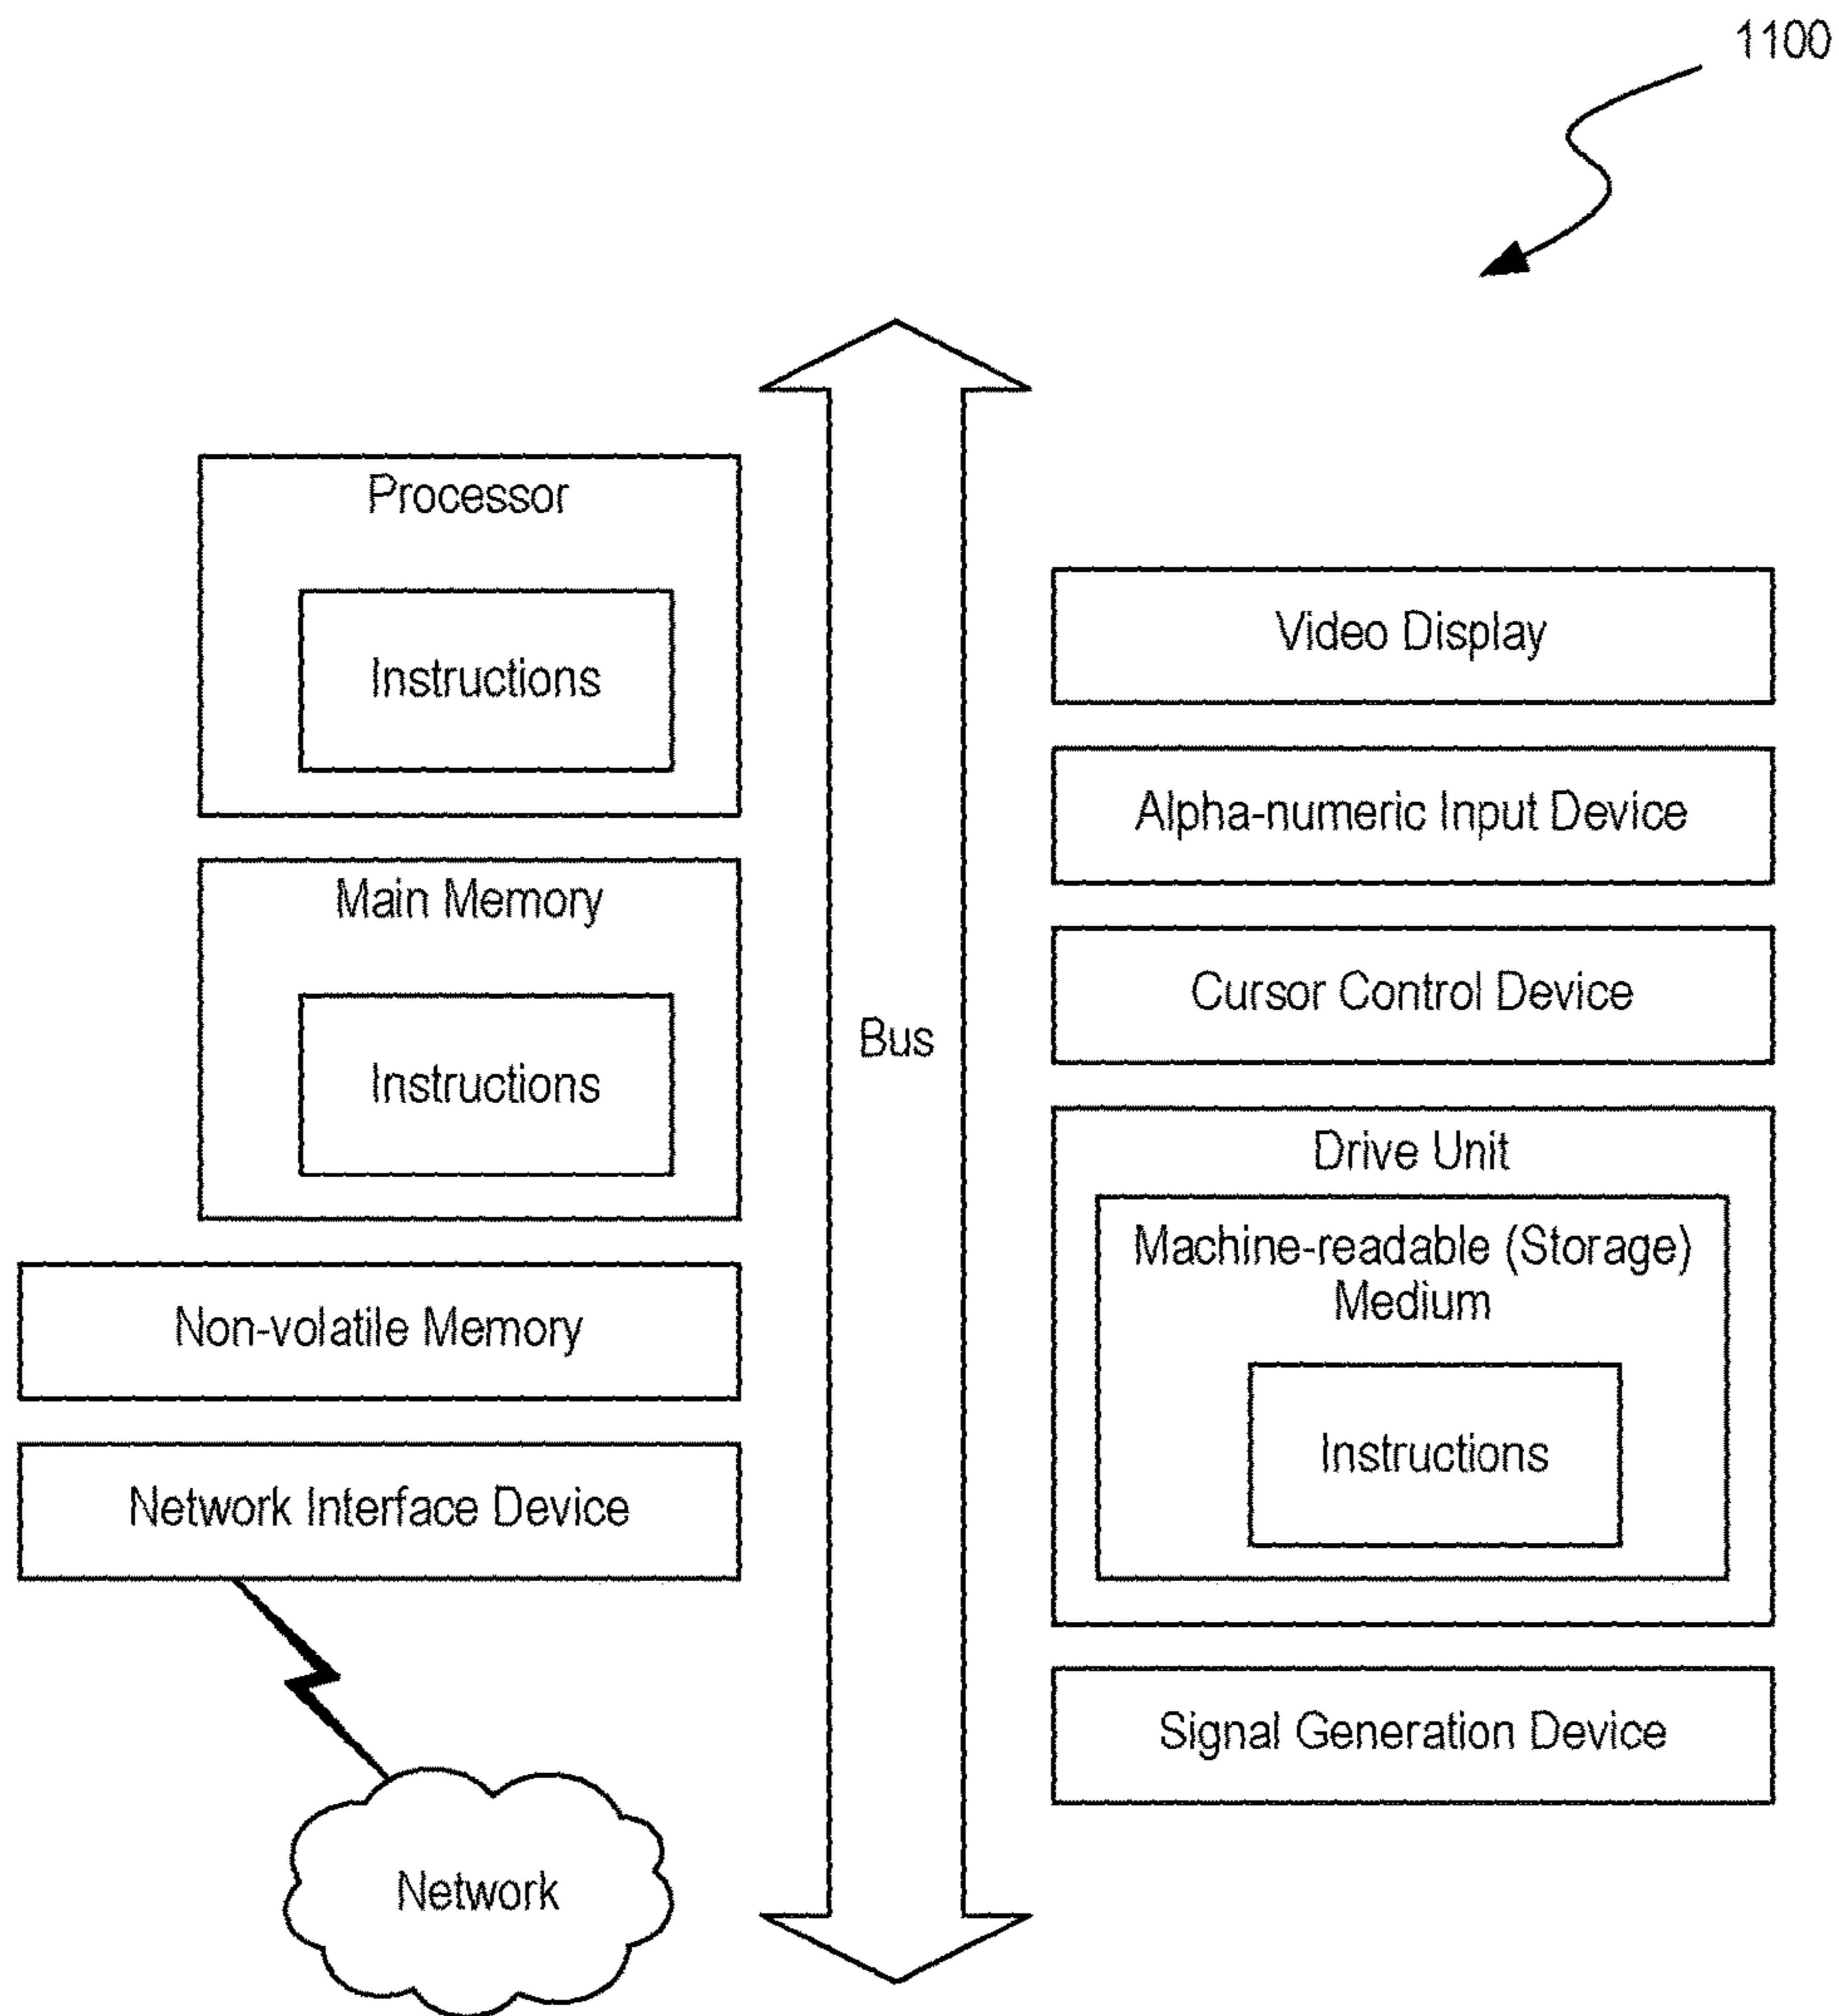 1100
Processor
Instructions
Main Memory
Instructions
Non-volatile Memory
Network Interface Device
Network
Bus
Video Display
Alpha-numeric Input Device
Cursor Control Device
Drive Unit
Machine-readable (Storage)
Medium
Instructions
Signal Generation Device